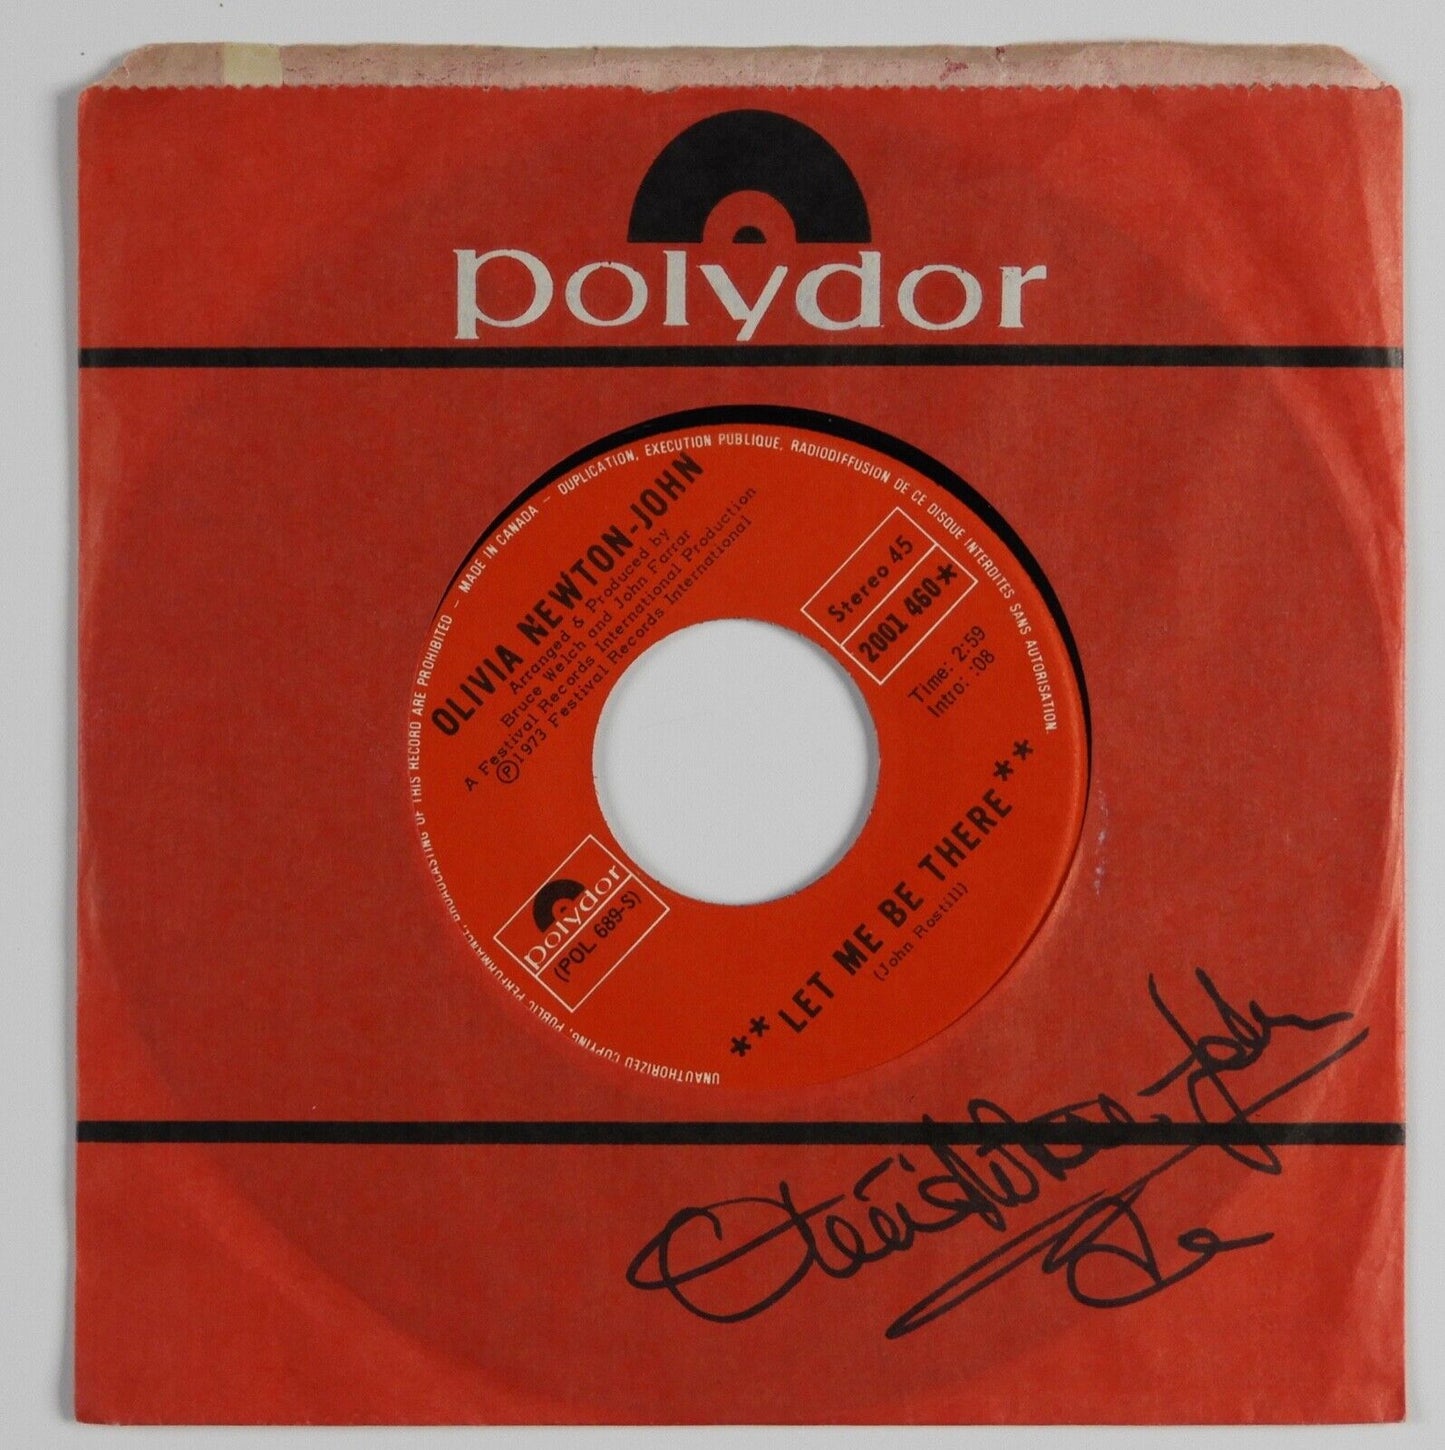 polydor
UNAUTHORIZED COPYING, PUBLIC PERFORMANCE, BROADCASTING OF THIS RECORD ARE PROHIBITED – MADE IN CANADA – DUPLICATION, EXECUTION PUBLIQUE, RADIODIFFUSION DE CE DISQUE INTERDITES SANS AUTORISATION.
OLIVIA NEWTON-JOHN
Arranged & Produced by
Bruce Welch and John Farrar
A Festival Records International Production
Ⓟ1973 Festival Records International
Stereo 45
2001 460*
Time: 2:59
Intro: :08
polydor
(POL 689-S)
** LET ME BE THERE **
(John Rostill)